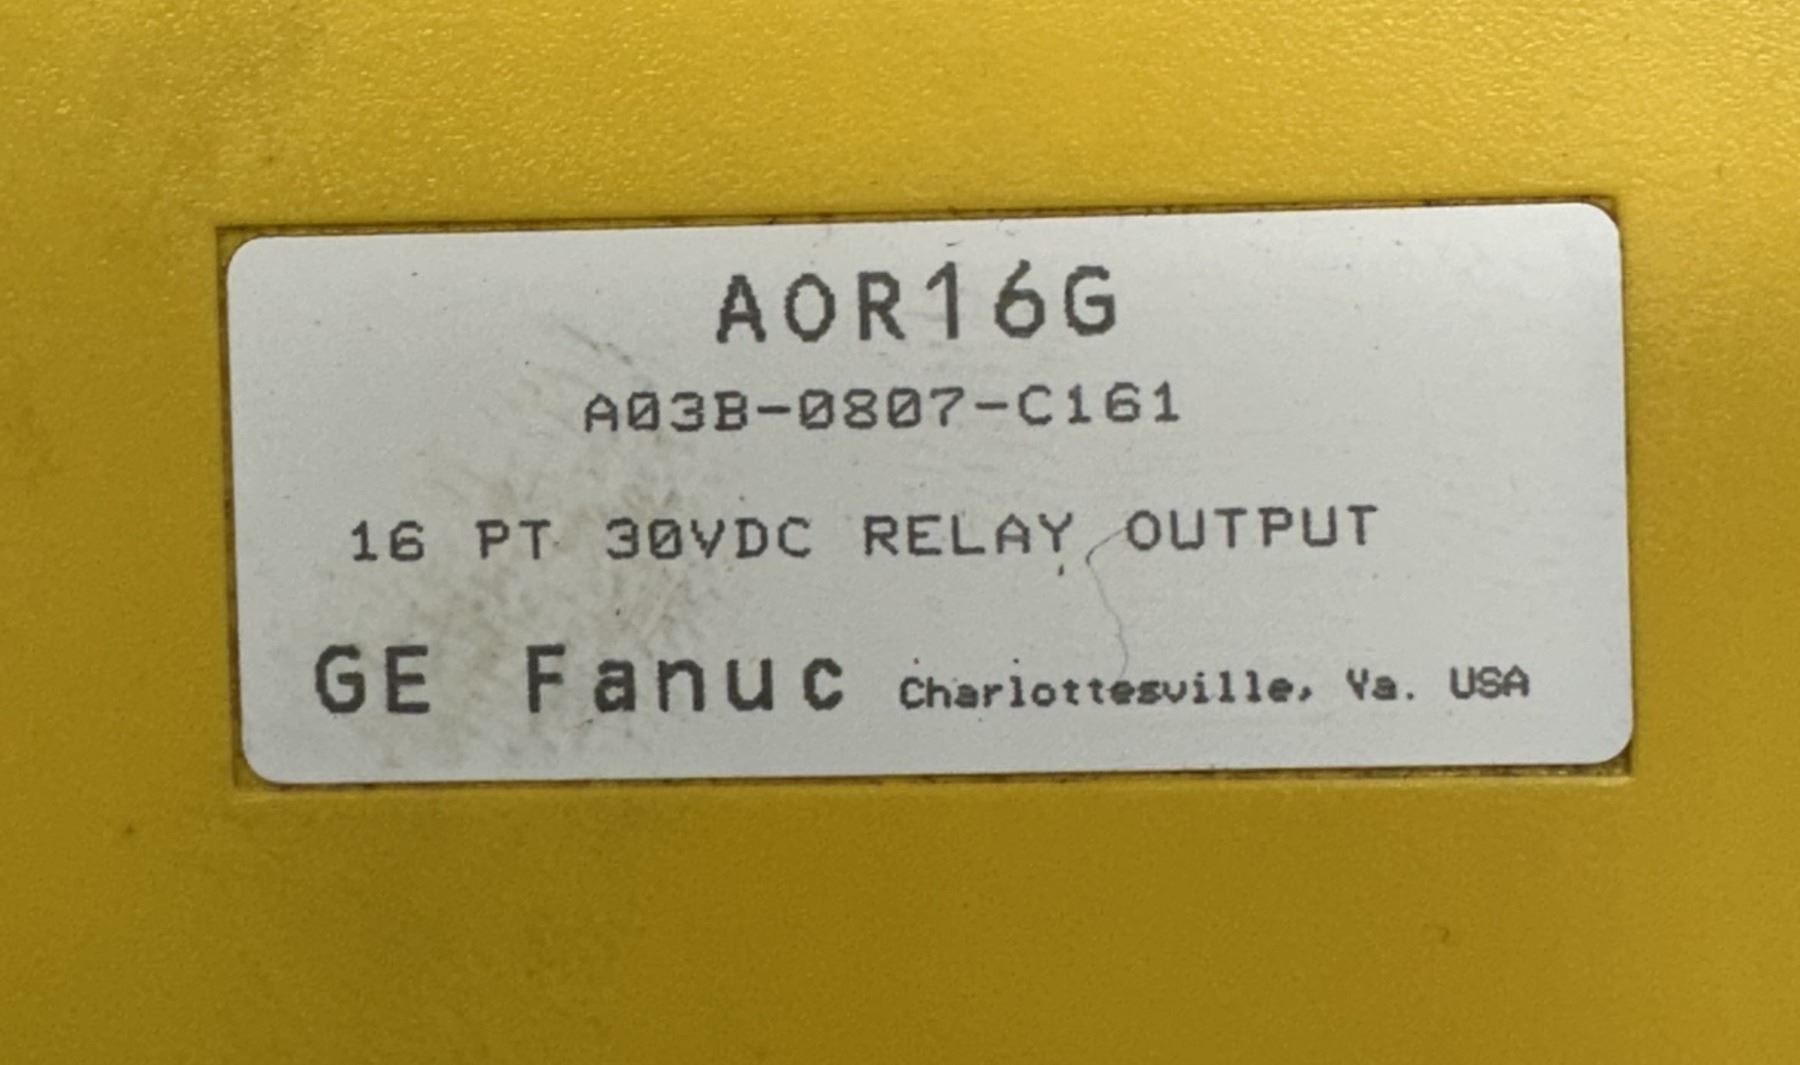 AOR16G
A03B-0807-C161
16 PT 30VDC RELAY OUTPUT
GE Fanuc Charlottesville, Va. USA